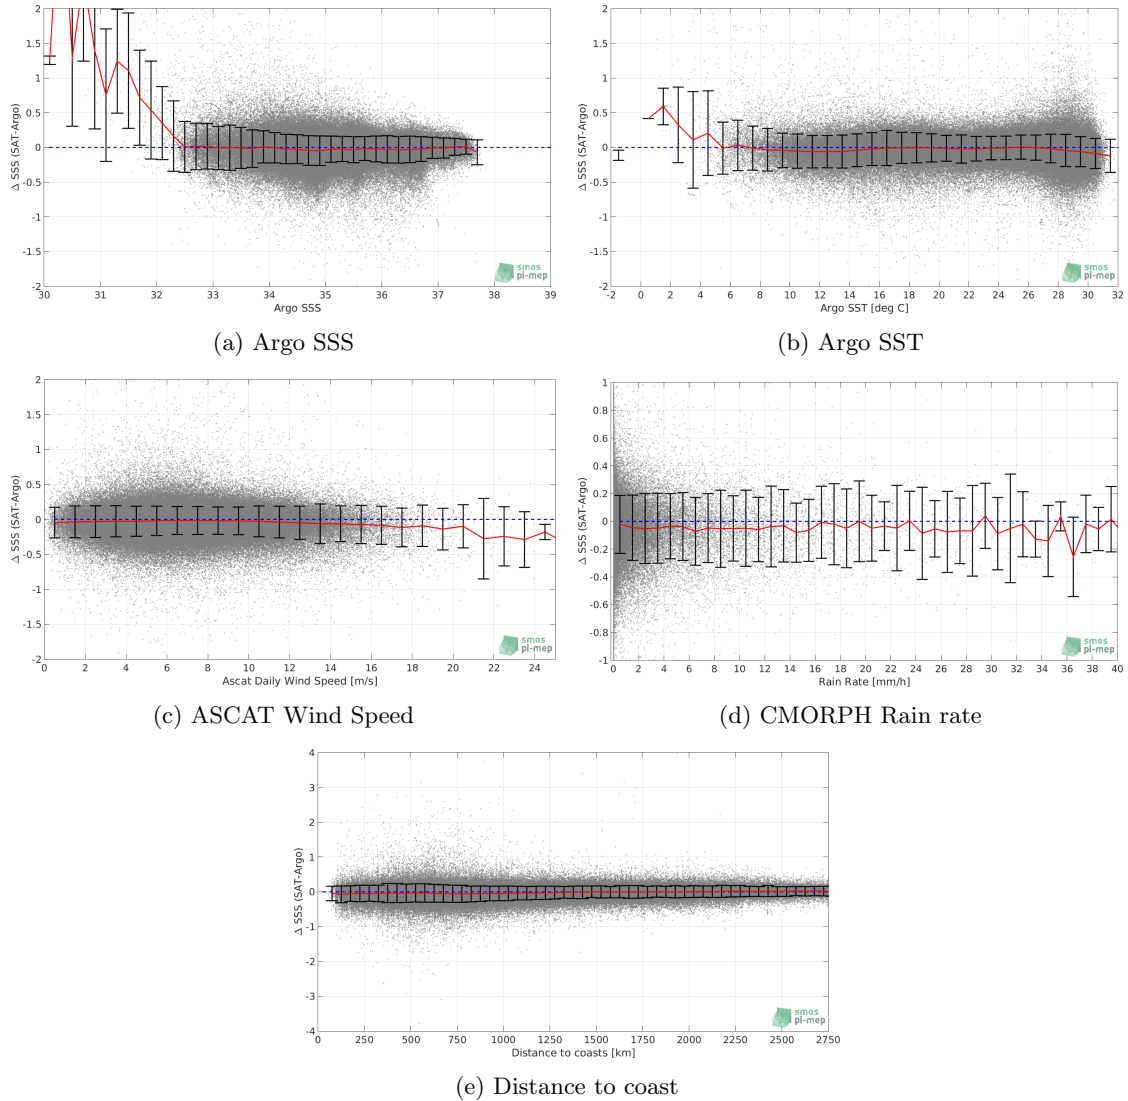 2
1.5
1
0.5
0
-0.5
-1
-1.5
-2
Δ SSS (SAT-Argo)
30 31 32 33 34 35 36 37 38 39
Argo SSS
smos
pi-mep
(a) Argo SSS
2
1.5
1
0.5
0
-0.5
-1
-1.5
-2
Δ SSS (SAT-Argo)
-2 0 2 4 6 8 10 12 14 16 18 20 22 24 26 28 30 32
Argo SST [deg C]
smos
pi-mep
(b) Argo SST
2
1.5
1
0.5
0
-0.5
-1
-1.5
-2
Δ SSS (SAT-Argo)
0 2 4 6 8 10 12 14 16 18 20 22 24
Ascat Daily Wind Speed [m/s]
smos
pi-mep
(c) ASCAT Wind Speed
1
0.8
0.6
0.4
0.2
0
-0.2
-0.4
-0.6
-0.8
-1
Δ SSS (SAT-Argo)
0 2 4 6 8 10 12 14 16 18 20 22 24 26 28 30 32 34 36 38 40
Rain Rate [mm/h]
smos
pi-mep
(d) CMORPH Rain rate
4
3
2
1
0
-1
-2
-3
-4
Δ SSS (SAT-Argo)
0 250 500 750 1000 1250 1500 1750 2000 2250 2500 2750
Distance to coasts [km]
smos
pi-mep
(e) Distance to coast